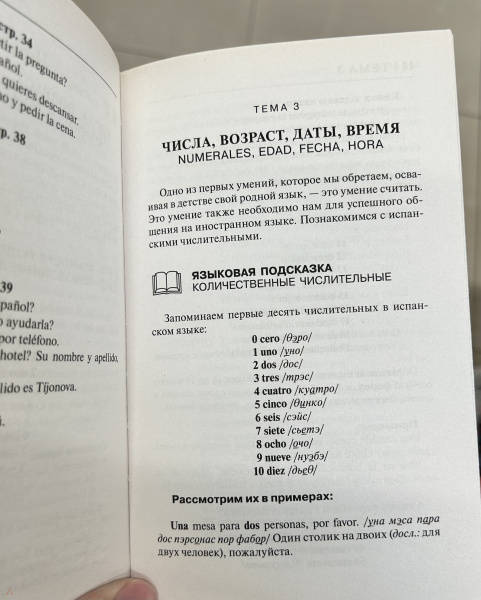 стр. 34
tir la pregunta?
añol.
quieres descansar.
no y pedir la cena.
р. 38
39
pañol?
o ayudarla?
por teléfono.
hotel? Su nombre y apellido,
llido es Tíjonova.
ТЕМА 3
ЧИСЛА, ВОЗРАСТ, ДАТЫ, ВРЕМЯ
NUMERALES, EDAD, FECHA, HORA
Одно из первых умений, которое мы обретаем, осва-
ивая в детстве свой родной язык, — это умение считать.
Это умение также необходимо нам для успешного об-
щения на иностранном языке. Познакомимся с испан-
скими числительными.
ЯЗЫКОВАЯ ПОДСКАЗКА
КОЛИЧЕСТВЕННЫЕ ЧИСЛИТЕЛЬНЫЕ
Запоминаем первые десять числительных в испан-
ском языке:
0 cero /θэро/
1 uno /уно/
2 dos /дос/
3 tres /трэс/
4 cuatro /куатро/
5 cinco /θинко/
6 seis /сэйс/
7 siete /сьетэ/
8 ocho /очо/
9 nueve /нуэбэ/
10 diez /дьеθ/
Рассмотрим их в примерах:
Una mesa para dos personas, por favor. /уна мэса пара
дос пэрсонас пор фабор/ Один столик на двоих (досл.: для
двух человек), пожалуйста.